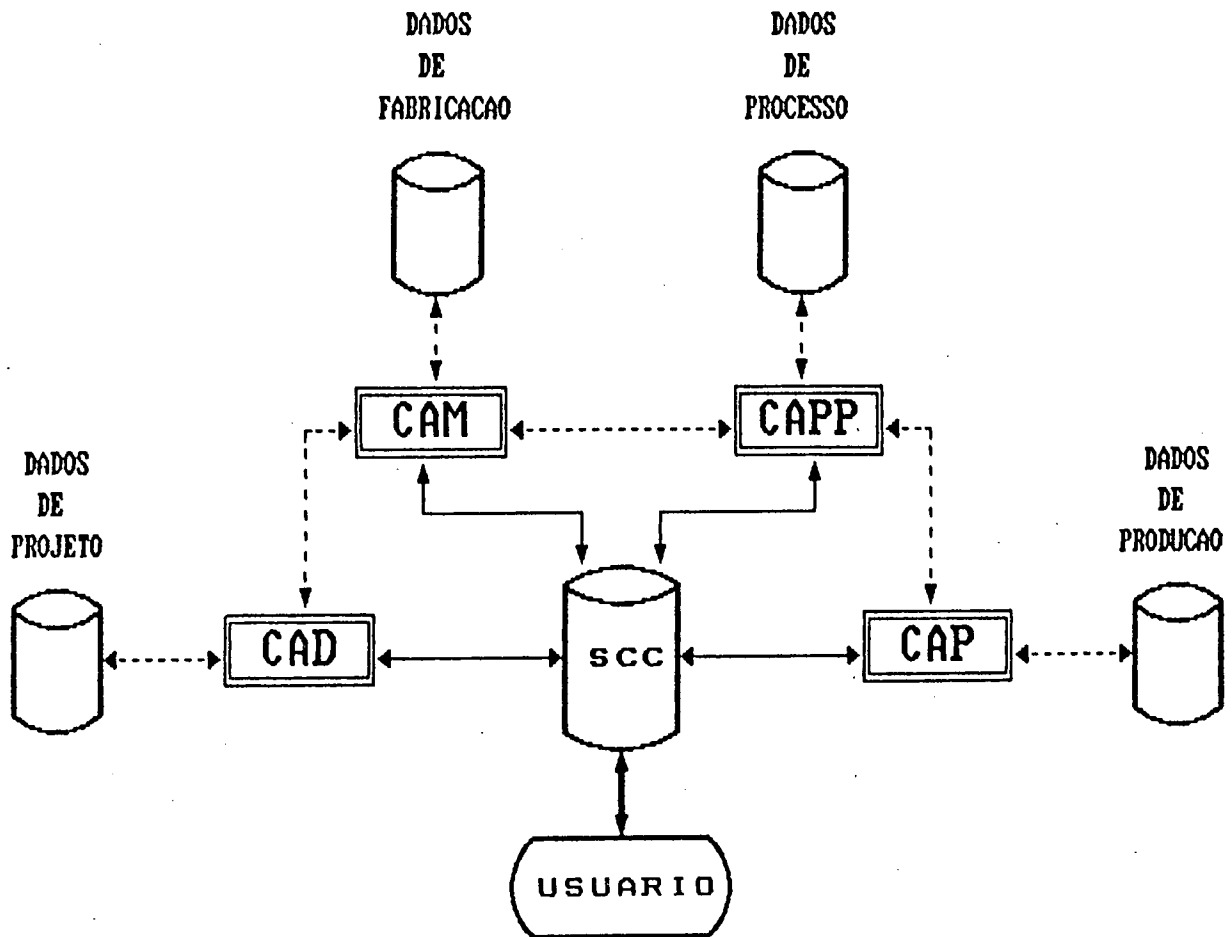 DADOS
DE
FABRICACAO
DADOS
DE
PROCESSO
CAM
CAPP
DADOS
DE
PROJETO
DADOS
DE
PRODUCAO
CAD
SCC
CAP
USUARIO